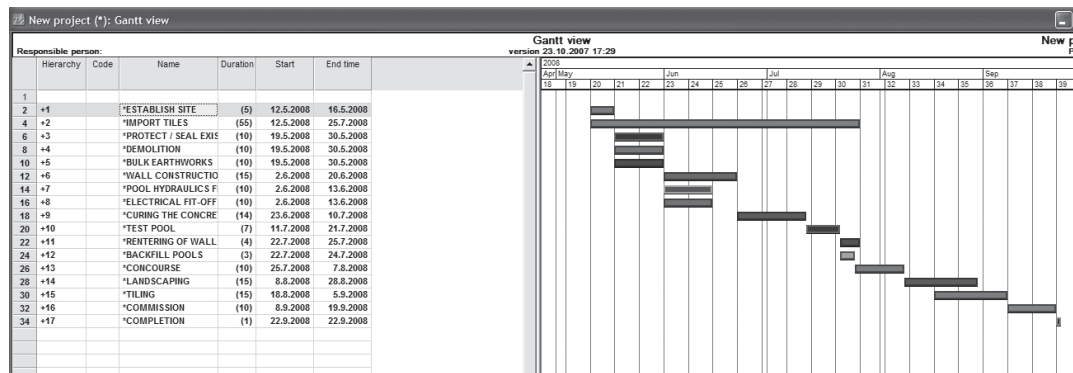 New project (*): Gantt view
Gantt view New p
Responsible person: version 23.10.2007 17:29 P
Hierarchy Code Name Duration Start End time 2008
Apr May Jun Jul Aug Sep
18 19 20 21 22 23 24 25 26 27 28 29 30 31 32 33 34 35 36 37 38 39
1
2 +1 *ESTABLISH SITE (5) 12.5.2008 16.5.2008
4 +2 *IMPORT TILES (55) 12.5.2008 25.7.2008
6 +3 *PROTECT / SEAL EXIS (10) 19.5.2008 30.5.2008
8 +4 *DEMOLITION (10) 19.5.2008 30.5.2008
10 +5 *BULK EARTHWORKS (10) 19.5.2008 30.5.2008
12 +6 *WALL CONSTRUCTIO (15) 2.6.2008 20.6.2008
14 +7 *POOL HYDRAULICS F (10) 2.6.2008 13.6.2008
16 +8 *ELECTRICAL FIT-OFF (10) 2.6.2008 13.6.2008
18 +9 *CURING THE CONCRE (14) 23.6.2008 10.7.2008
20 +10 *TEST POOL (7) 11.7.2008 21.7.2008
22 +11 *RENTERING OF WALL (4) 22.7.2008 25.7.2008
24 +12 *BACKFILL POOLS (3) 22.7.2008 24.7.2008
26 +13 *CONCOURSE (10) 25.7.2008 7.8.2008
28 +14 *LANDSCAPING (15) 8.8.2008 28.8.2008
30 +15 *TILING (15) 18.8.2008 5.9.2008
32 +16 *COMMISSION (10) 8.9.2008 19.9.2008
34 +17 *COMPLETION (1) 22.9.2008 22.9.2008